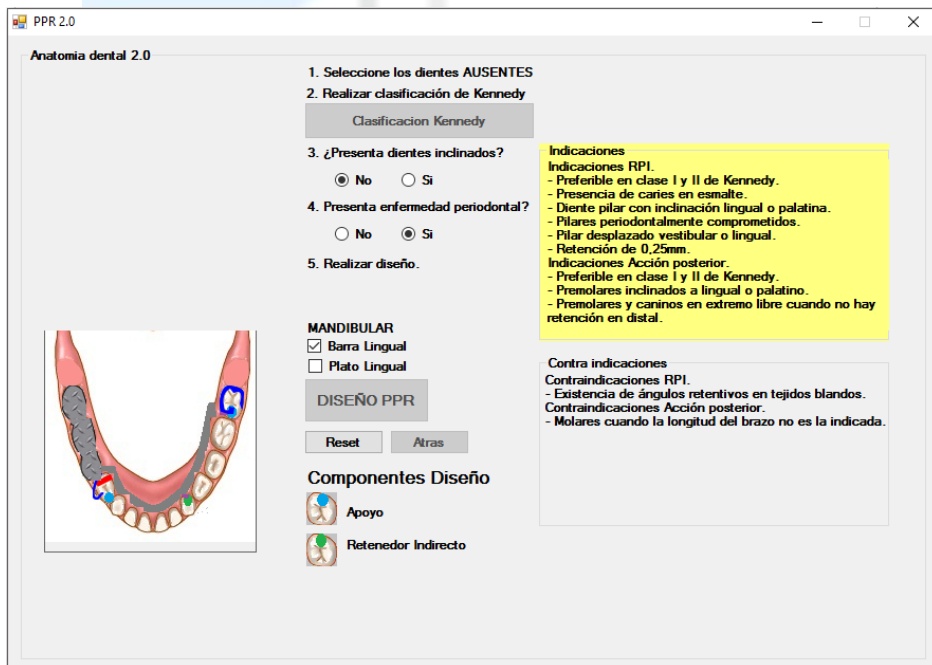 PPR 2.0
Anatomia dental 2.0
1. Seleccione los dientes AUSENTES
2. Realizar clasificación de Kennedy
Clasificacion Kennedy
3. ¿Presenta dientes inclinados?
No
Si
4. Presenta enfermedad periodontal?
No
Si
5. Realizar diseño.
MANDIBULAR
Barra Lingual
Plato Lingual
DISEÑO PPR
Reset
Atras
Componentes Diseño
Apoyo
Retenedor Indirecto
Indicaciones
Indicaciones RPI.
- Preferible en clase I y II de Kennedy.
- Presencia de caries en esmalte.
- Diente pilar con inclinación lingual o palatina.
- Pilares periodontalmente comprometidos.
- Pilar desplazado vestibular o lingual.
- Retención de 0,25mm.
Indicaciones Acción posterior.
- Preferible en clase I y II de Kennedy.
- Premolares inclinados a lingual o palatino.
- Premolares y caninos en extremo libre cuando no hay
retención en distal.
Contra indicaciones
Contraindicaciones RPI.
- Existencia de ángulos retentivos en tejidos blandos.
Contraindicaciones Acción posterior.
- Molares cuando la longitud del brazo no es la indicada.